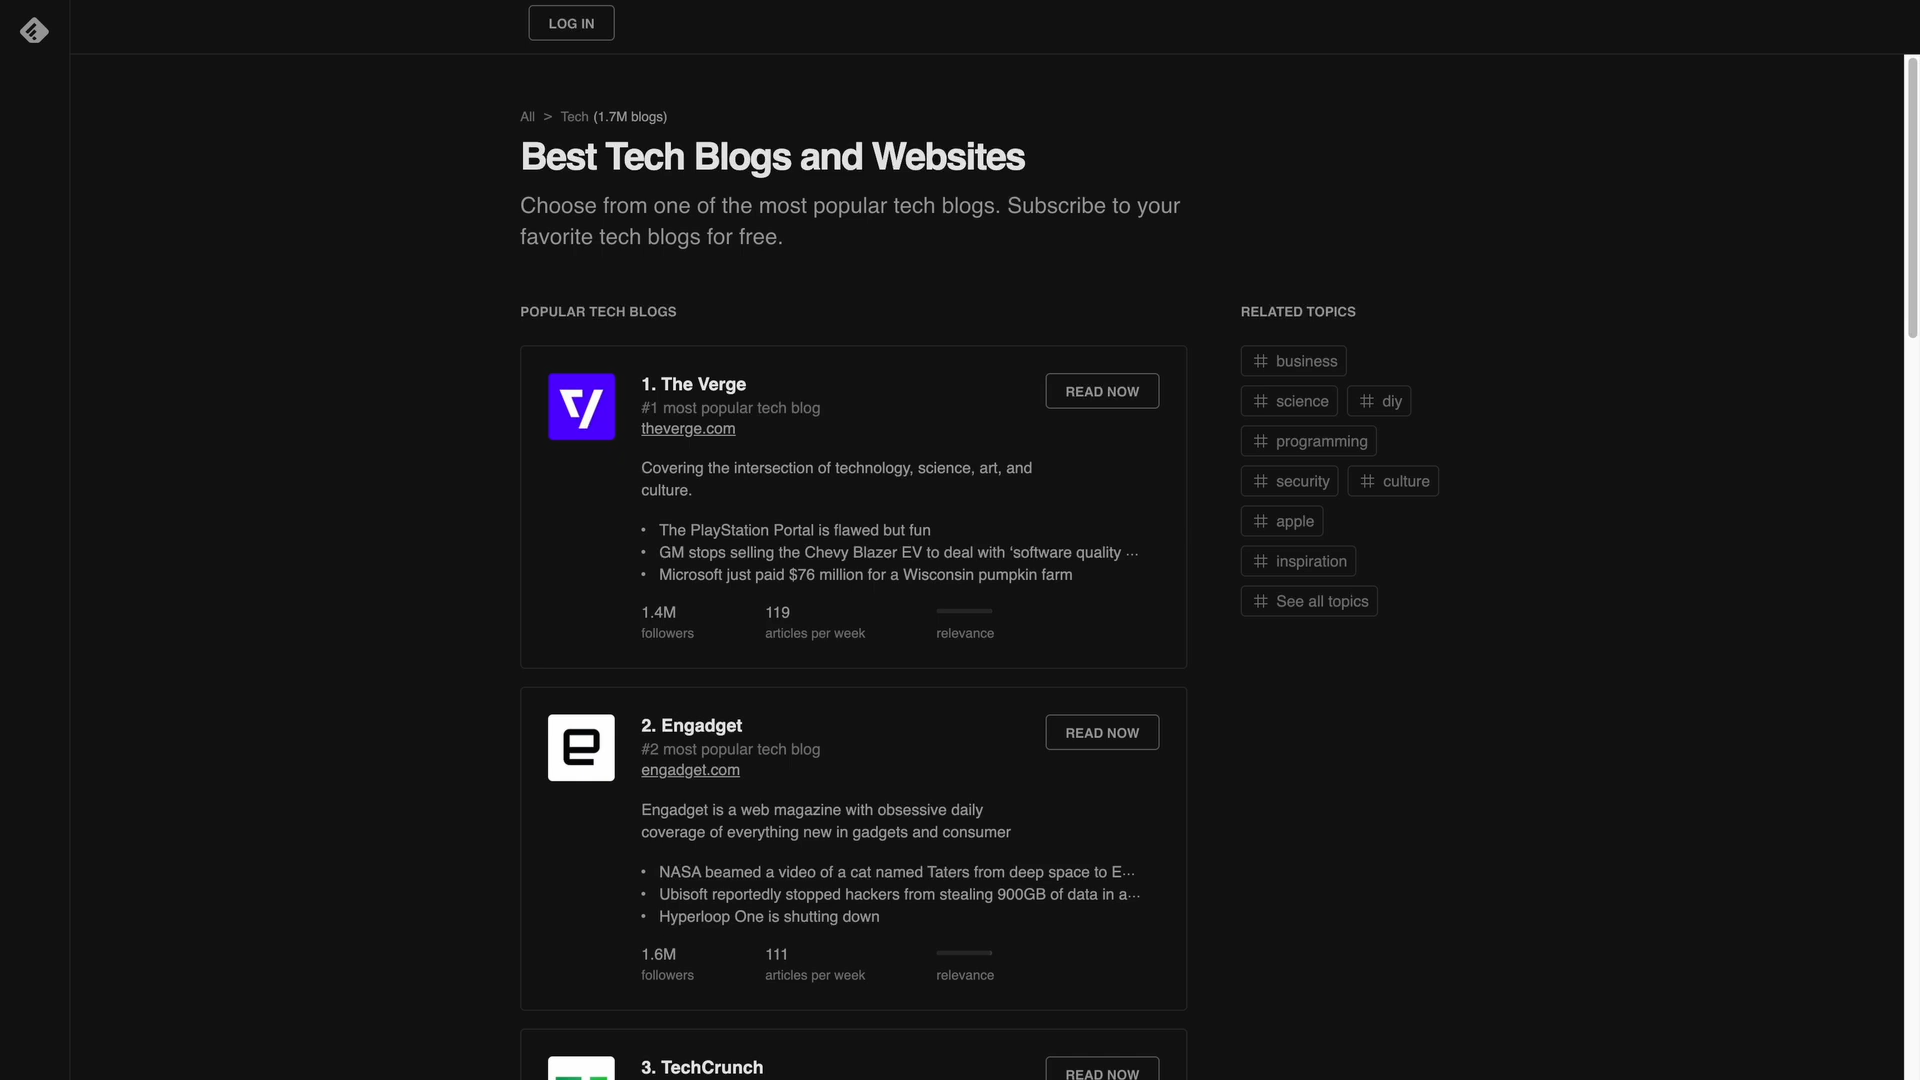 LOG IN
All > Tech (1.7M blogs)
Best Tech Blogs and Websites
Choose from one of the most popular tech blogs. Subscribe to your
favorite tech blogs for free.
POPULAR TECH BLOGS
1. The Verge
#1 most popular tech blog
theverge.com
READ NOW
Covering the intersection of technology, science, art, and
culture.
• The PlayStation Portal is flawed but fun
• GM stops selling the Chevy Blazer EV to deal with ‘software quality ...
• Microsoft just paid $76 million for a Wisconsin pumpkin farm
1.4M 119
followers articles per week relevance
2. Engadget
#2 most popular tech blog
engadget.com
READ NOW
Engadget is a web magazine with obsessive daily
coverage of everything new in gadgets and consumer
• NASA beamed a video of a cat named Taters from deep space to E...
• Ubisoft reportedly stopped hackers from stealing 900GB of data in a...
• Hyperloop One is shutting down
1.6M 111
followers articles per week relevance
3. TechCrunch
READ NOW
RELATED TOPICS
# business
# science # diy
# programming
# security # culture
# apple
# inspiration
# See all topics